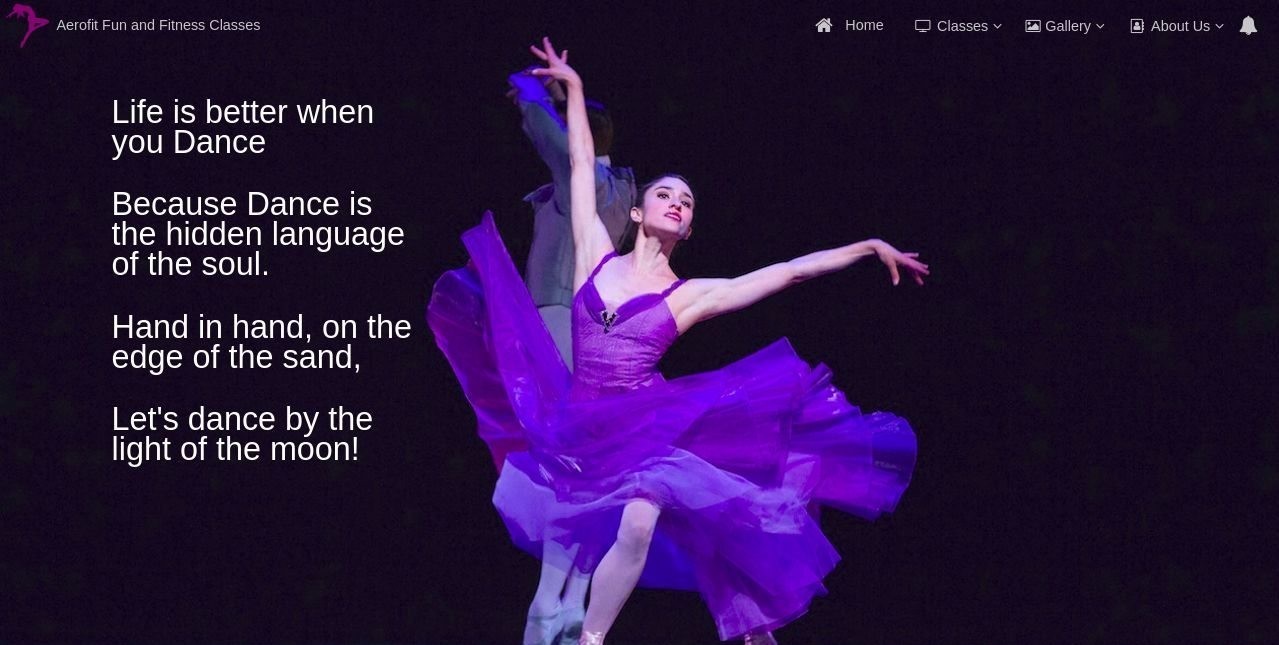 Aerofit Fun and Fitness Classes
Home
Classes
Gallery
About Us
Life is better when
you Dance
Because Dance is
the hidden language
of the soul.
Hand in hand, on the
edge of the sand,
Let's dance by the
light of the moon!